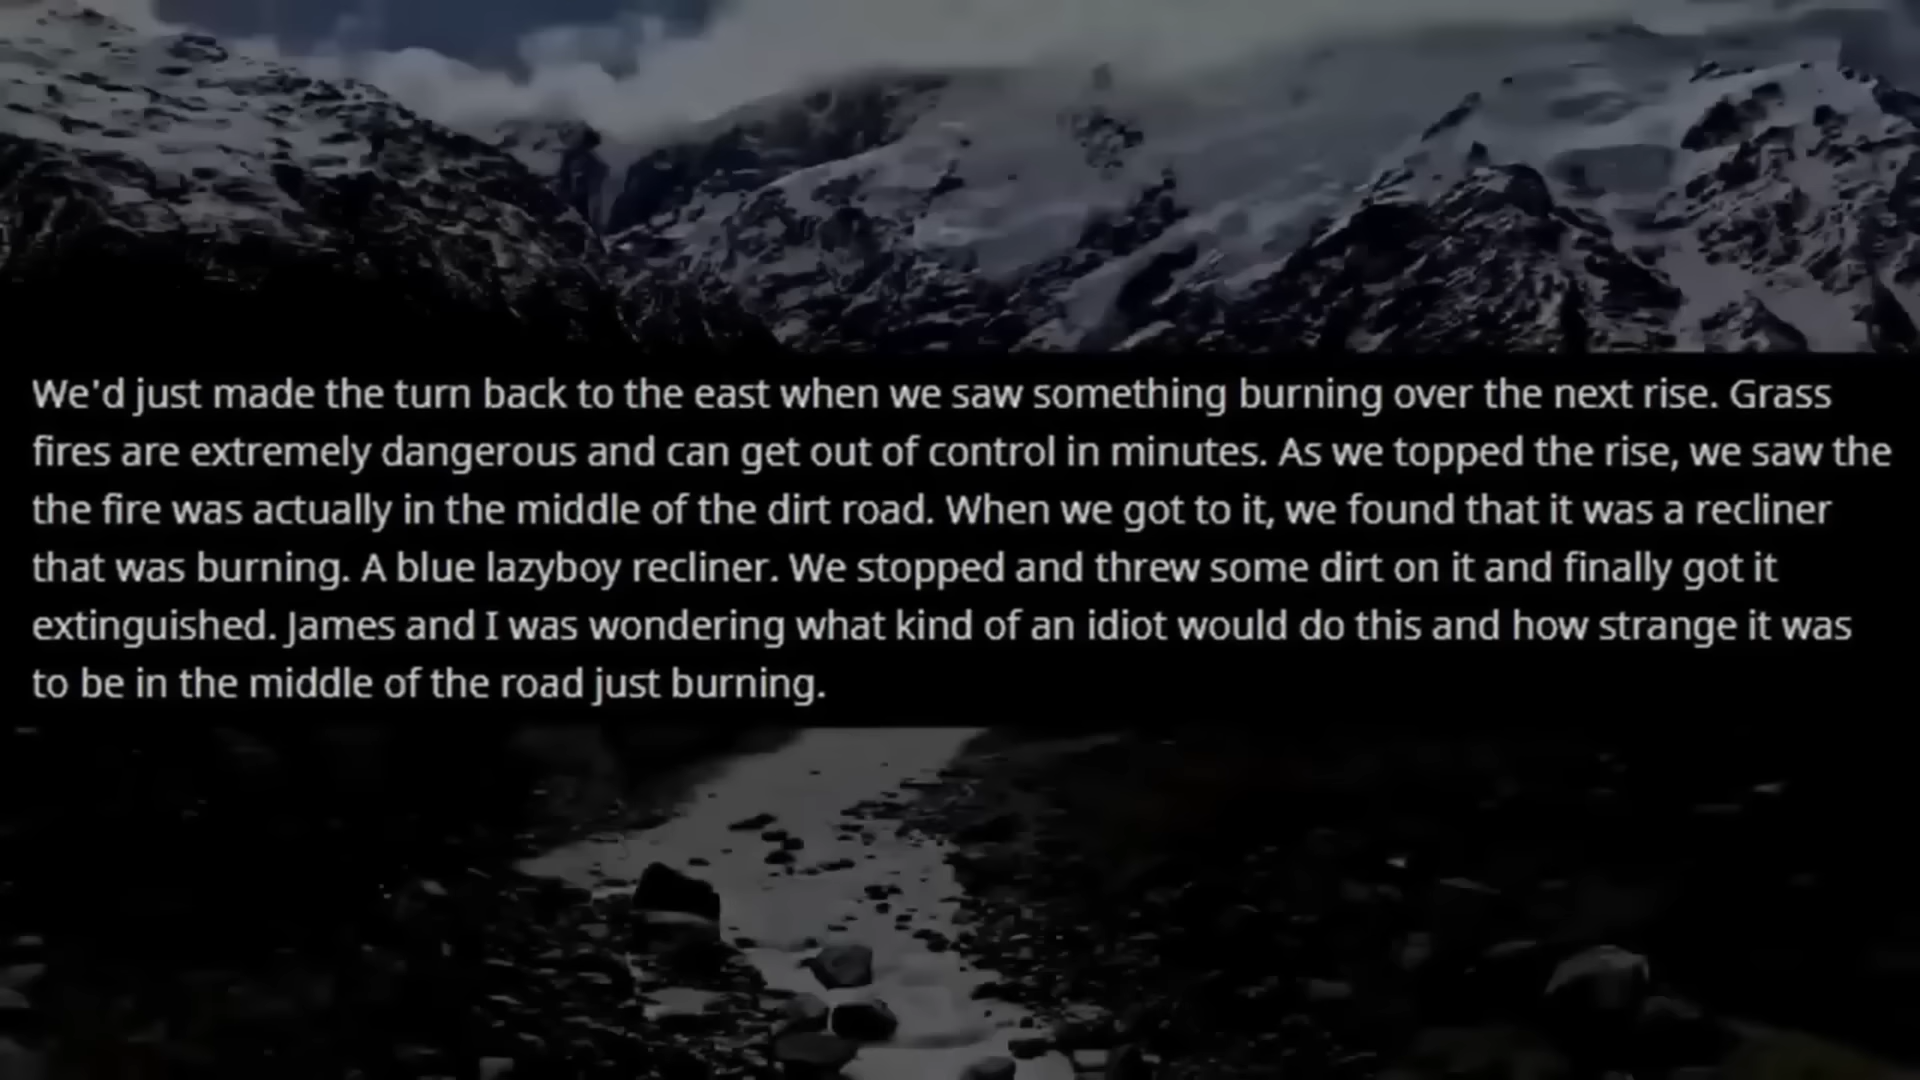 We'd just made the turn back to the east when we saw something burning over the next rise. Grass
fires are extremely dangerous and can get out of control in minutes. As we topped the rise, we saw the
the fire was actually in the middle of the dirt road. When we got to it, we found that it was a recliner
that was burning. A blue lazyboy recliner. We stopped and threw some dirt on it and finally got it
extinguished. James and I was wondering what kind of an idiot would do this and how strange it was
to be in the middle of the road just burning.